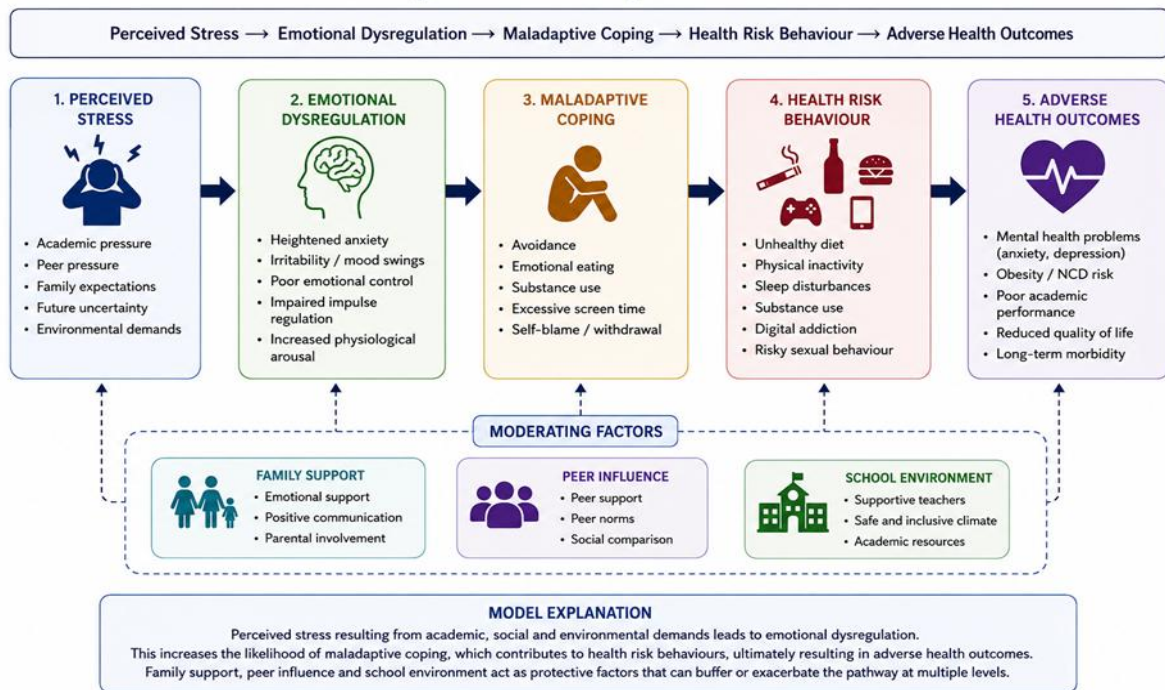 Perceived Stress → Emotional Dysregulation → Maladaptive Coping → Health Risk Behaviour → Adverse Health Outcomes
1. PERCEIVED
STRESS
• Academic pressure
• Peer pressure
• Family expectations
• Future uncertainty
• Environmental demands
2. EMOTIONAL
DYSREGULATION
• Heightened anxiety
• Irritability / mood swings
• Poor emotional control
• Impaired impulse
regulation
• Increased physiological
arousal
3. MALADAPTIVE
COPING
• Avoidance
• Emotional eating
• Substance use
• Excessive screen time
• Self-blame / withdrawal
4. HEALTH RISK
BEHAVIOUR
• Unhealthy diet
• Physical inactivity
• Sleep disturbances
• Substance use
• Digital addiction
• Risky sexual behaviour
5. ADVERSE
HEALTH OUTCOMES
• Mental health problems
(anxiety, depression)
• Obesity / NCD risk
• Poor academic
performance
• Reduced quality of life
• Long-term morbidity
MODERATING FACTORS
FAMILY SUPPORT
• Emotional support
• Positive communication
• Parental involvement
PEER INFLUENCE
• Peer support
• Peer norms
• Social comparison
SCHOOL ENVIRONMENT
• Supportive teachers
• Safe and inclusive climate
• Academic resources
MODEL EXPLANATION
Perceived stress resulting from academic, social and environmental demands leads to emotional dysregulation.
This increases the likelihood of maladaptive coping, which contributes to health risk behaviours, ultimately resulting in adverse health outcomes.
Family support, peer influence and school environment act as protective factors that can buffer or exacerbate the pathway at multiple levels.